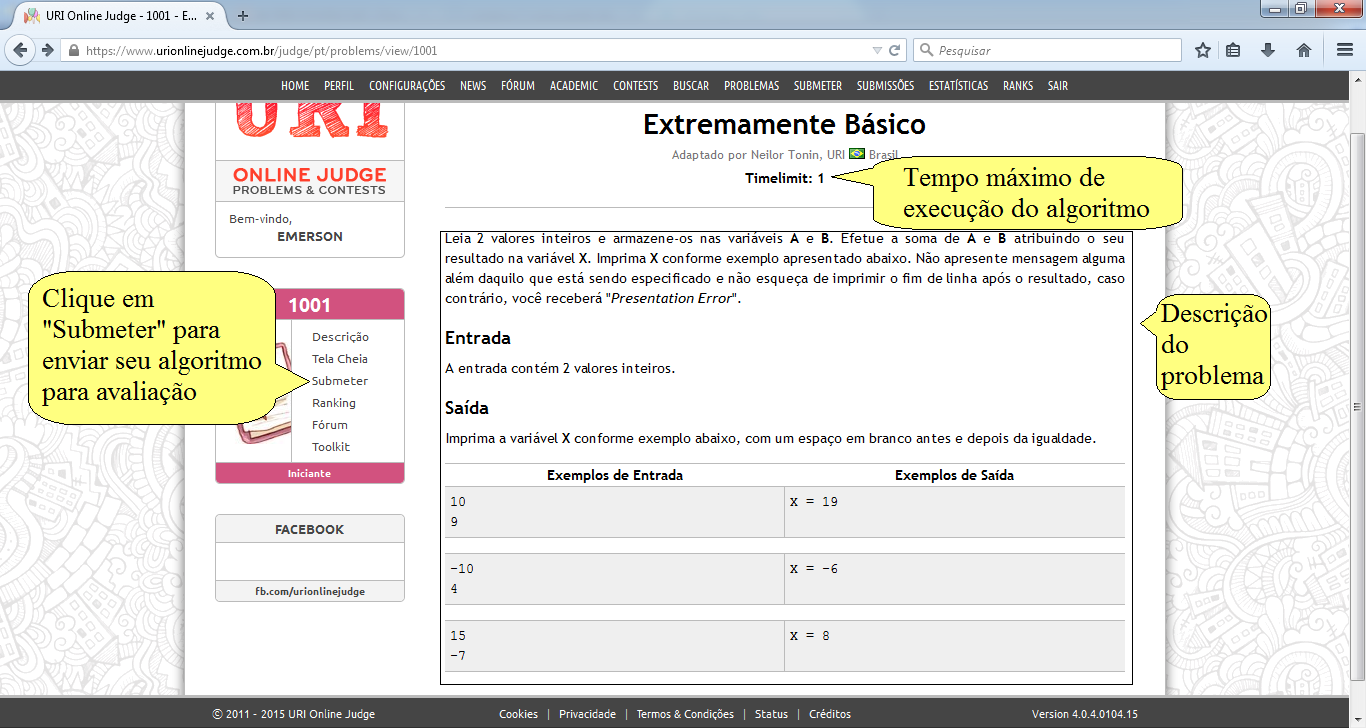 URI Online Judge - 1001 - E...
https://www.urionlinejudge.com.br/judge/pt/problems/view/1001
Pesquisar
HOME PERFIL CONFIGURAÇÕES NEWS FÓRUM ACADEMIC CONTESTS BUSCAR PROBLEMAS SUBMETER SUBMISSÕES ESTATÍSTICAS RANKS SAIR
URI
ONLINE JUDGE
PROBLEMS & CONTESTS
Bem-vindo,
EMERSON
Clique em
"Submeter" para
enviar seu algoritmo
para avaliação
1001
Descrição
Tela Cheia
Submeter
Ranking
Fórum
Toolkit
Iniciante
FACEBOOK
fb.com/urionlinejudge
Extremamente Básico
Adaptado por Neilor Tonin, URI Brasil
Timelimit: 1
Tempo máximo de
execução do algoritmo
Leia 2 valores inteiros e armazene-os nas variáveis A e B. Efetue a soma de A e B atribuindo o seu
resultado na variável X. Imprima X conforme exemplo apresentado abaixo. Não apresente mensagem alguma
além daquilo que está sendo especificado e não esqueça de imprimir o fim de linha após o resultado, caso
contrário, você receberá "Presentation Error".
Descrição
do
problema
Entrada
A entrada contém 2 valores inteiros.
Saída
Imprima a variável X conforme exemplo abaixo, com um espaço em branco antes e depois da igualdade.
Exemplos de Entrada Exemplos de Saída
10 X = 19
9
-10 X = -6
4
15 X = 8
-7
© 2011 - 2015 URI Online Judge Cookies | Privacidade | Termos & Condições | Status | Créditos Version 4.0.4.0104.15